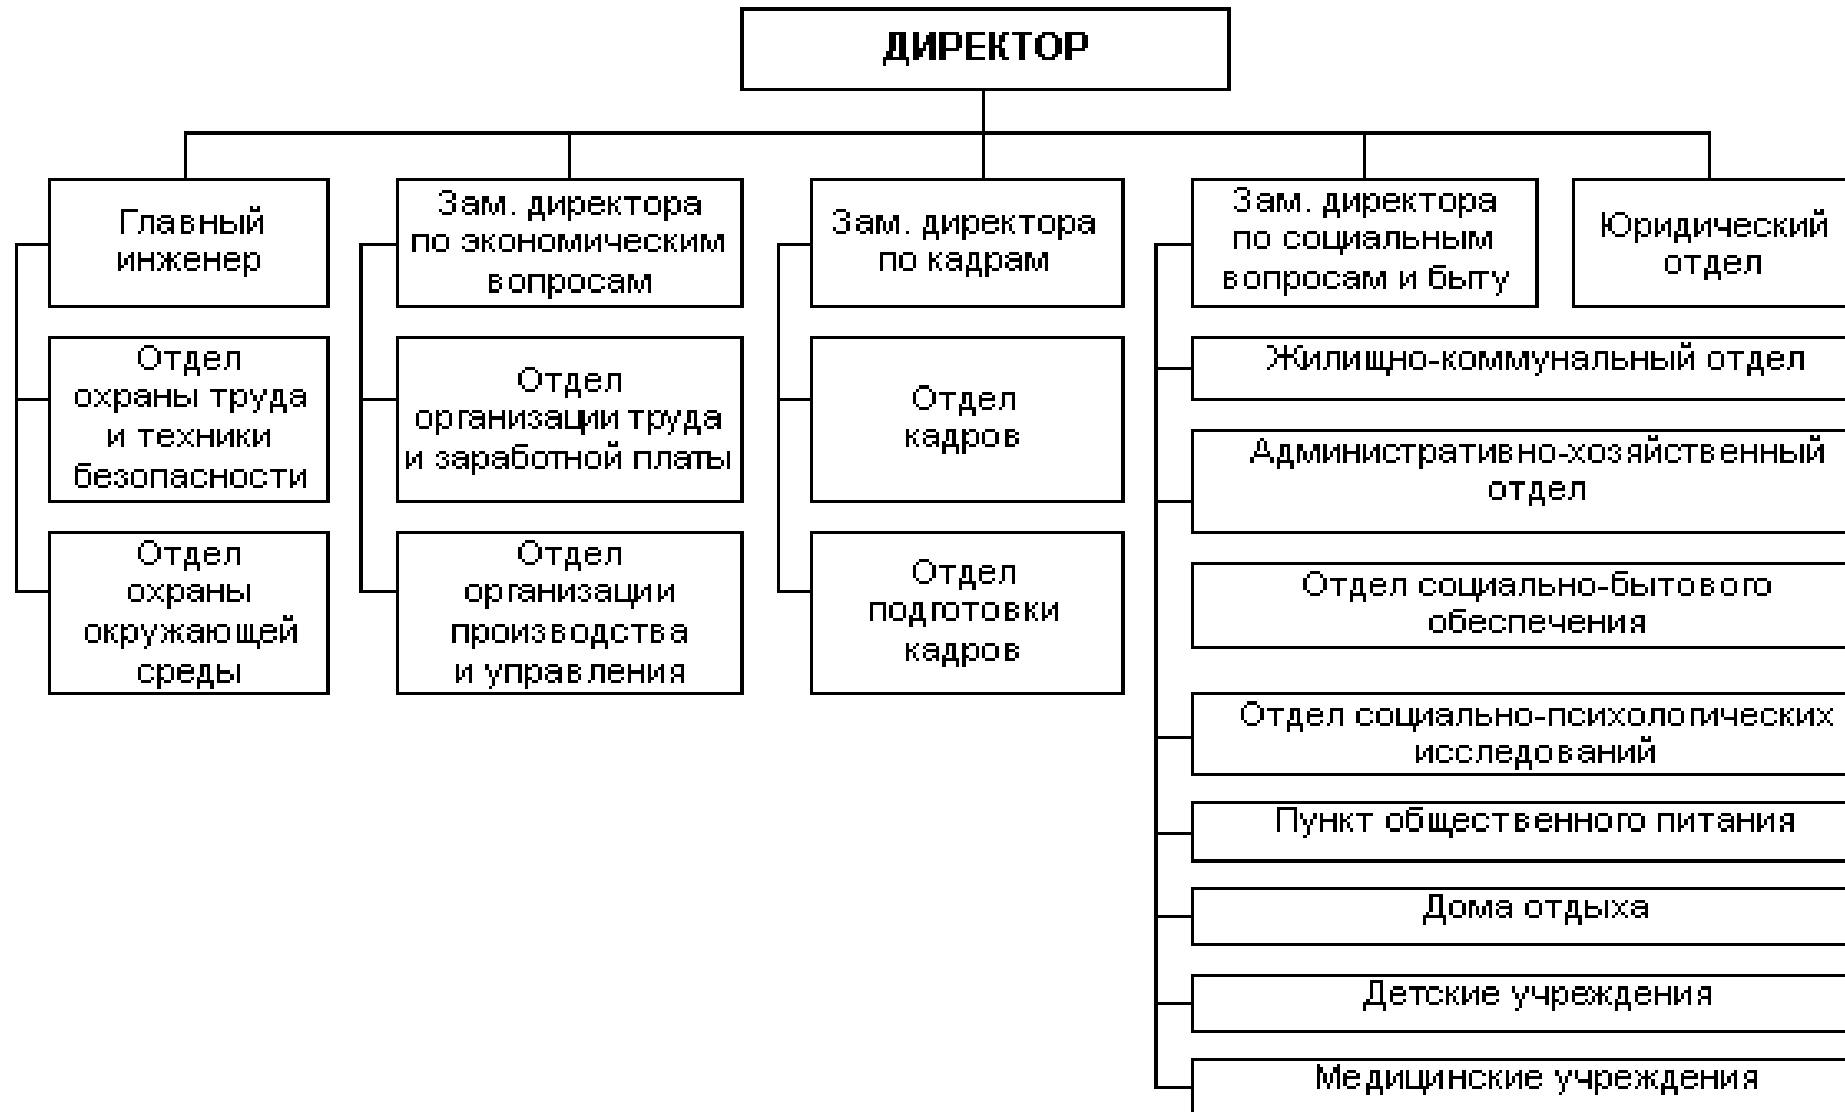 ДИРЕКТОР
Главный
инженер
Зам. директора
по экономическим
вопросам
Зам. директора
по кадрам
Зам. директора
по социальным
вопросам и быту
Юридический
отдел
Отдел
охраны труда
и техники
безопасности
Отдел
охраны
окружающей
среды
Отдел
организации труда
и заработной платы
Отдел
организации
производства
и управления
Отдел
кадров
Отдел
подготовки
кадров
Жилищно-коммунальный отдел
Административно-хозяйственный
отдел
Отдел социально-бытового
обеспечения
Отдел социально-психологических
исследований
Пункт общественного питания
Дома отдыха
Детские учреждения
Медицинские учреждения